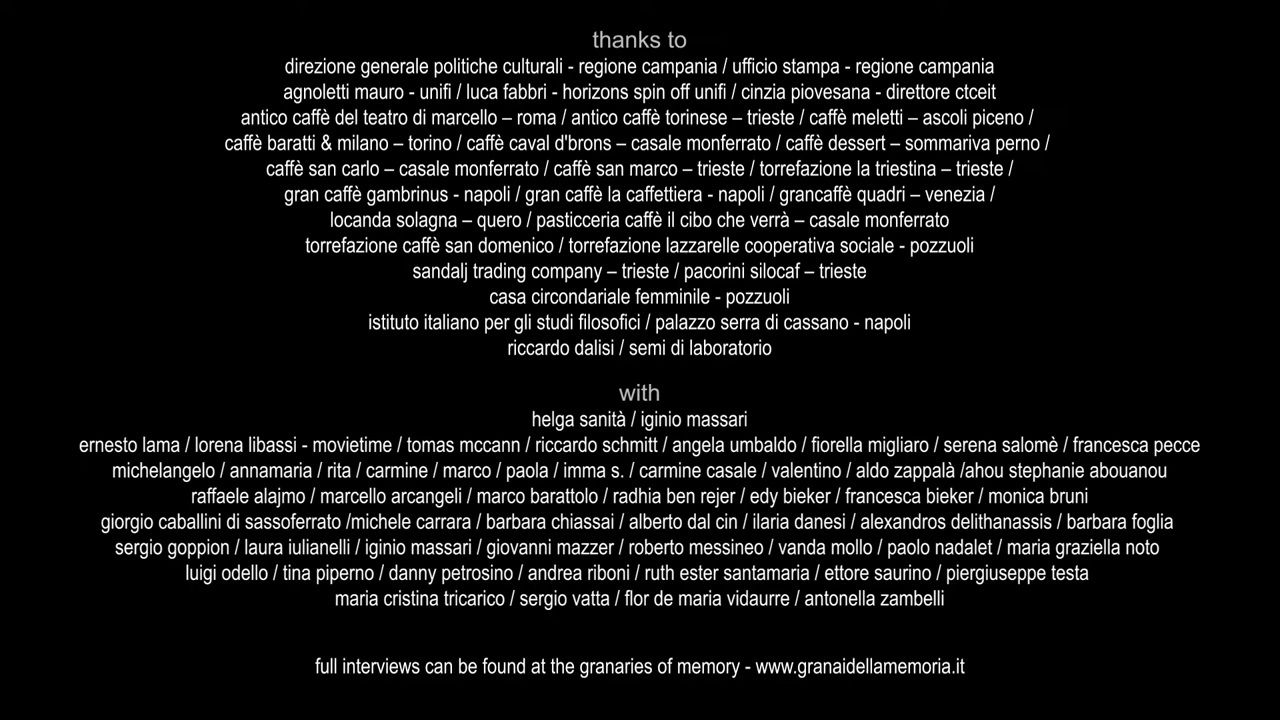 thanks to
direzione generale politiche culturali - regione campania / ufficio stampa - regione campania
agnoletti mauro - unifi / luca fabbri - horizons spin off unifi / cinzia piovesana - direttore ctceit
antico caffè del teatro di marcello – roma / antico caffè torinese – trieste / caffè meletti – ascoli piceno /
caffè baratti & milano – torino / caffè caval d'brons – casale monferrato / caffè dessert – sommariva perno /
caffè san carlo – casale monferrato / caffè san marco – trieste / torrefazione la triestina – trieste /
gran caffè gambrinus - napoli / gran caffè la caffettiera - napoli / grancaffè quadri – venezia /
locanda solagna – quero / pasticceria caffè il cibo che verrà – casale monferrato
torrefazione caffè san domenico / torrefazione lazzarelle cooperativa sociale - pozzuoli
sandalj trading company – trieste / pacorini silocaf – trieste
casa circondariale femminile - pozzuoli
istituto italiano per gli studi filosofici / palazzo serra di cassano - napoli
riccardo dalisi / semi di laboratorio
with
helga sanità / iginio massari
ernesto lama / lorena libassi - movietime / tomas mccann / riccardo schmitt / angela umbaldo / fiorella migliaro / serena salomè / francesca pecce
michelangelo / annamaria / rita / carmine / marco / paola / imma s. / carmine casale / valentino / aldo zappalà /ahou stephanie abouanou
raffaele alajmo / marcello arcangeli / marco barattolo / radhia ben rejer / edy bieker / francesca bieker / monica bruni
giorgio caballini di sassoferrato /michele carrara / barbara chiassai / alberto dal cin / ilaria danesi / alexandros delithanassis / barbara foglia
sergio goppion / laura iulianelli / iginio massari / giovanni mazzer / roberto messineo / vanda mollo / paolo nadalet / maria graziella noto
luigi odello / tina piperno / danny petrosino / andrea riboni / ruth ester santamaria / ettore saurino / piergiuseppe testa
maria cristina tricarico / sergio vatta / flor de maria vidaurre / antonella zambelli
full interviews can be found at the granaries of memory - www.granaidellamemoria.it